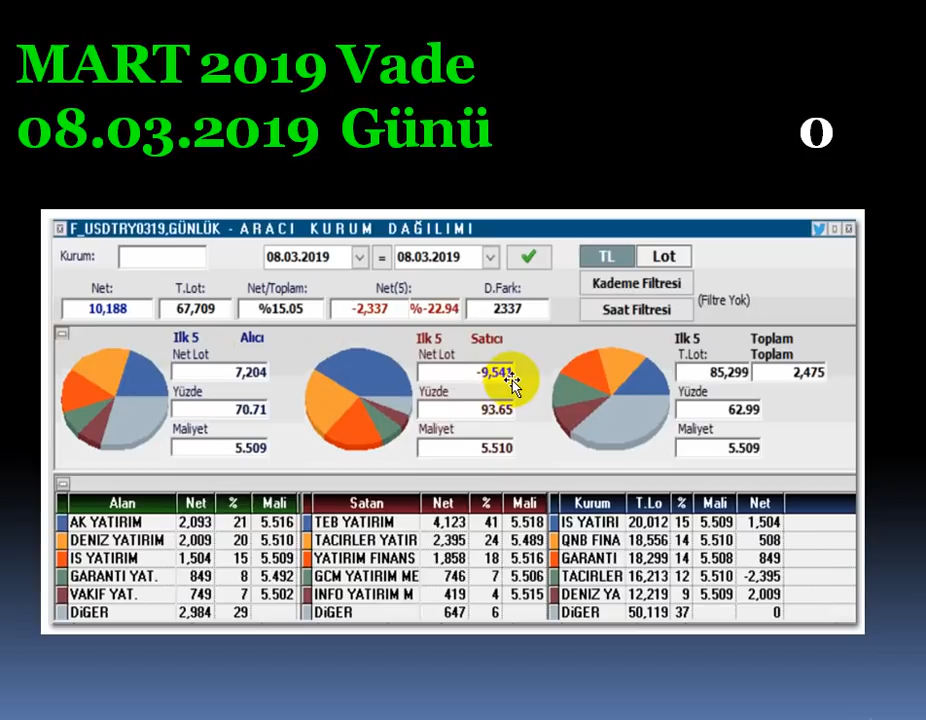 MART 2019 Vade
08.03.2019 Günü 0
F_USDTRY0319,GÜNLÜK - ARACI KURUM DAĞILIMI
Kurum: 08.03.2019 = 08.03.2019 TL Lot
Kademe Filtresi
Saat Filtresi (Filtre Yok)
Net: T.Lot: Net/Toplam: Net(5): D.Fark:
10,188 67,709 %15.05 -2,337 %-22.94 2337
Ilk 5 Alıcı
Net Lot
7,204
Yüzde
70.71
Maliyet
5.509
Ilk 5 Satıcı
Net Lot
-9,541
Yüzde
93.65
Maliyet
5.510
Ilk 5 Toplam
T.Lot: Toplam
85,299 2,475
Yüzde
62.99
Maliyet
5.509
Alan Net % Mali Satan Net % Mali Kurum T.Lo % Mali Net
AK YATIRIM 2,093 21 5.516 TEB YATIRIM 4,123 41 5.518 IS YATIRI 20,012 15 5.509 1,504
DENIZ YATIRIM 2,009 20 5.510 TACIRLER YATIR 2,395 24 5.489 QNB FINA 18,556 14 5.510 508
IS YATIRIM 1,504 15 5.509 YATIRIM FINANS 1,858 18 5.516 GARANTI 18,299 14 5.508 849
GARANTI YAT. 849 8 5.492 GCM YATIRIM ME 746 7 5.506 TACIRLER 16,213 12 5.510 -2,395
VAKIF YAT. 749 7 5.502 INFO YATIRIM M 419 4 5.515 DENIZ YA 12,219 9 5.509 2,009
DiGER 2,984 29 DiGER 647 6 DiGER 50,119 37 0